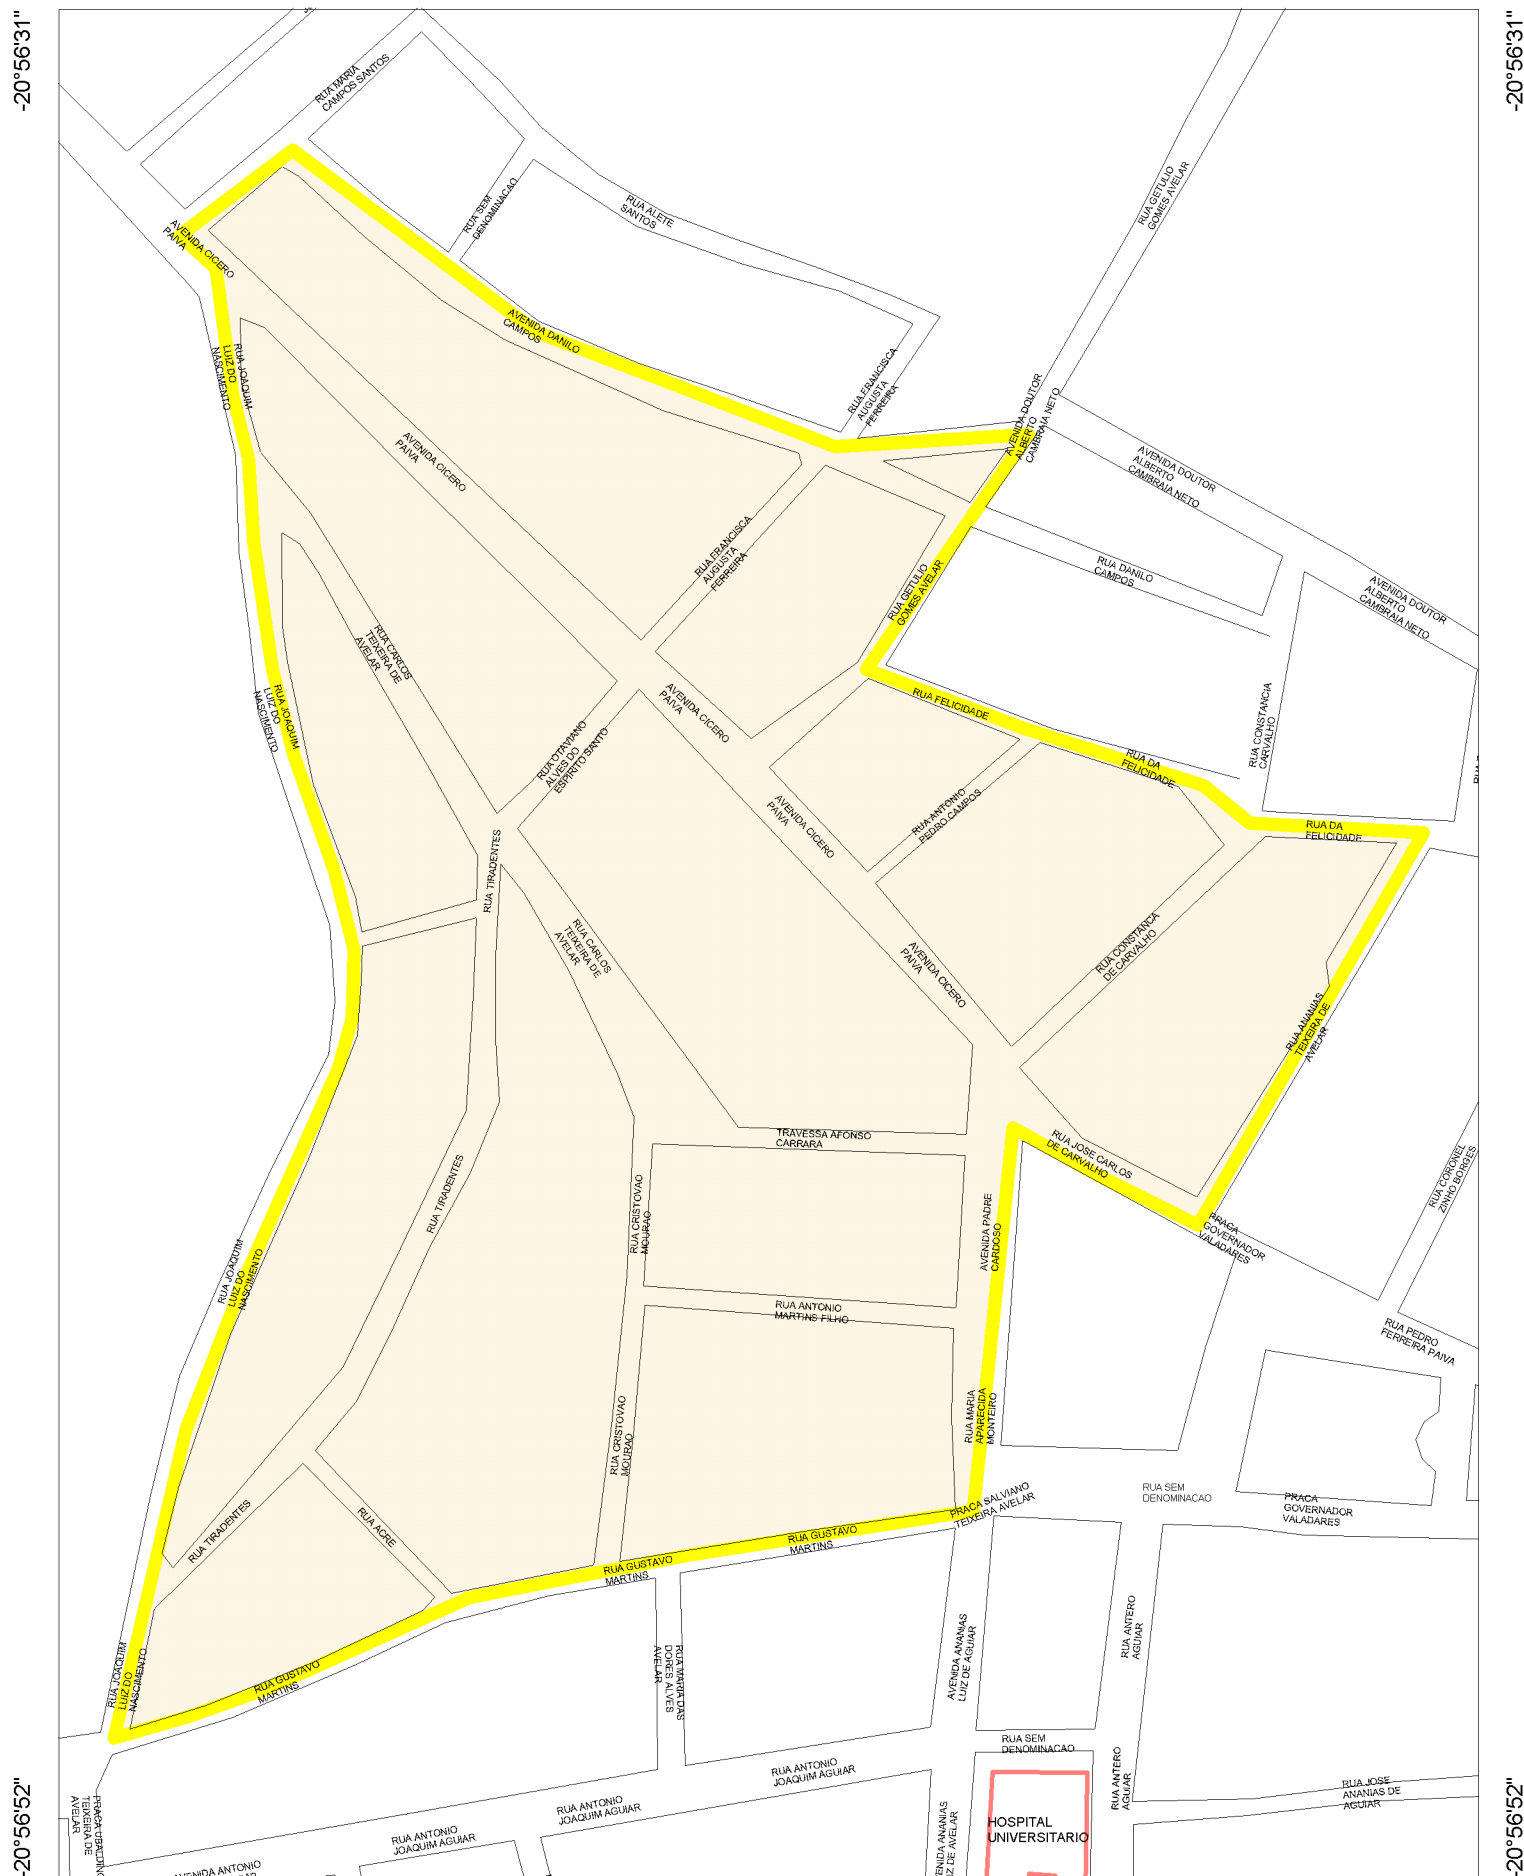 -20°56'31"
-20°56'31"
RUA MARIA
CAMPOS SANTOS
RUA SEM
DENOMINACAO
RUA ALETE
SANTOS
RUA GETULIO
GOMES AVELAR
AVENIDA CICERO
PAIVA
AVENIDA DANILO
CAMPOS
RUA JOAQUIM
LUIZ DO
NASCIMENTO
RUA FRANCISCA
AUGUSTA
FERREIRA
AVENIDA DOUTOR
ALBERTO
CAMBRAIA NETO
AVENIDA CICERO
PAIVA
AVENIDA DOUTOR
ALBERTO
CAMBRAIA NETO
RUA FRANCISCA
AUGUSTA
FERREIRA
RUA GETULIO
GOMES AVELAR
RUA DANILO
CAMPOS
AVENIDA DOUTOR
ALBERTO
CAMBRAIA NETO
RUA CARLOS
TEIXEIRA DE
AVELAR
RUA JOAQUIM
LUIZ DO
NASCIMENTO
AVENIDA CICERO
PAIVA
RUA FELICIDADE
RUA CONSTANCIA
CARVALHO
RUA OTAVIANO
ALVES DO
ESPIRITO SANTO
RUA DA
FELICIDADE
AVENIDA CICERO
PAIVA
RUA ANTONIO
PEDRO CAMPOS
RUA DA
FELICIDADE
RUA TIRADENTES
RUA CARLOS
TEIXEIRA DE
AVELAR
AVENIDA CICERO
PAIVA
RUA CONSTANCA
DE CARVALHO
RUA ANANIAS
TEIXEIRA DE
AVELAR
TRAVESSA AFONSO
CARRARA
RUA JOSE CARLOS
DE CARVALHO
RUA CORONEL
ZINHO BORGES
RUA TIRADENTES
RUA CRISTOVAO
MOURAO
AVENIDA PADRE
CARDOSO
PRACA
GOVERNADOR
VALADARES
RUA JOAQUIM
LUIZ DO
NASCIMENTO
RUA ANTONIO
MARTINS FILHO
RUA PEDRO
FERREIRA PAIVA
RUA CRISTOVAO
MOURAO
RUA MARIA
APARECIDA
MONTEIRO
RUA SEM
DENOMINACAO
PRACA
GOVERNADOR
VALADARES
PRACA SALVIANO
TEIXEIRA AVELAR
RUA TIRADENTES
RUA ACRE
RUA GUSTAVO
MARTINS
RUA GUSTAVO
MARTINS
RUA JOAQUIM
LUIZ DO
NASCIMENTO
RUA GUSTAVO
MARTINS
RUA MARIA DAS
DORES ALVES
AVELAR
AVENIDA ANANIAS
LUIZ DE AGUIAR
RUA ANTERO
AGUIAR
RUA SEM
DENOMINACAO
RUA ANTONIO
JOAQUIM AGUIAR
RUA ANTERO
AGUIAR
RUA JOSE
ANANIAS DE
AGUIAR
RUA ANTONIO
JOAQUIM AGUIAR
TEIXEIRA DE
AVELAR
RUA ANTONIO
JOAQUIM AGUIAR
HOSPITAL
UNIVERSITARIO
-20°56'52"
-20°56'52"